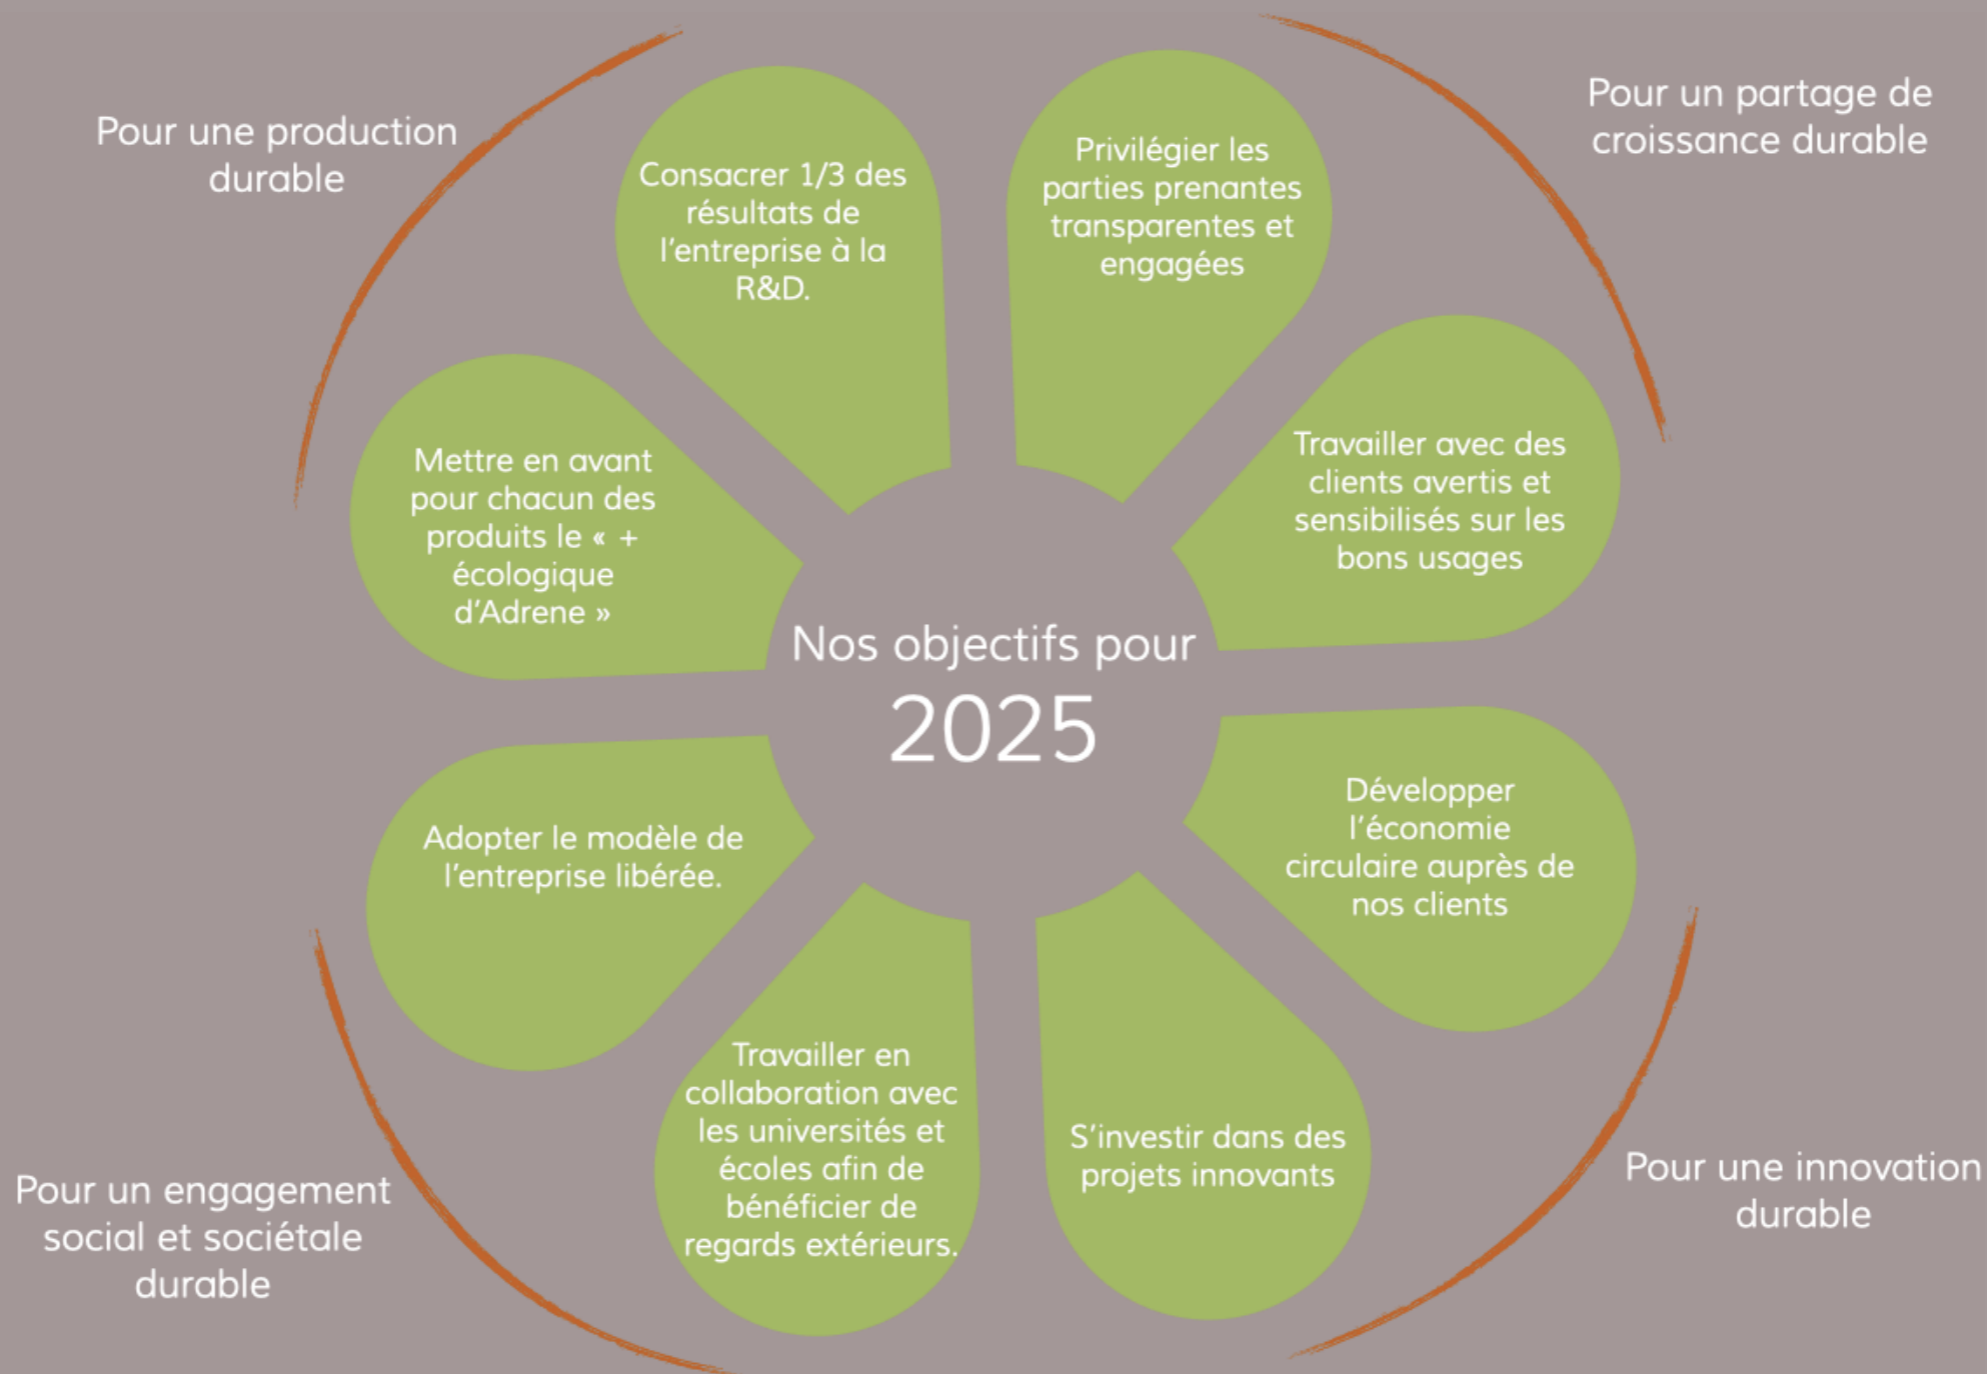 Pour une production
durable
Consacrer 1/3 des
résultats de
l'entreprise à la
R&D.
Privilégier les
parties prenantes
transparentes et
engagées
Pour un partage de
croissance durable
Mettre en avant
pour chacun des
produits le « +
écologique
d'Adrene »
Travailler avec des
clients avertis et
sensibilisés sur les
bons usages
Nos objectifs pour
2025
Adopter le modèle de
l'entreprise libérée.
Développer
l'économie
circulaire auprès de
nos clients
Travailler en
collaboration avec
les universités et
écoles afin de
bénéficier de
regards extérieurs.
S'investir dans des
projets innovants
Pour un engagement
social et sociétale
durable
Pour une innovation
durable